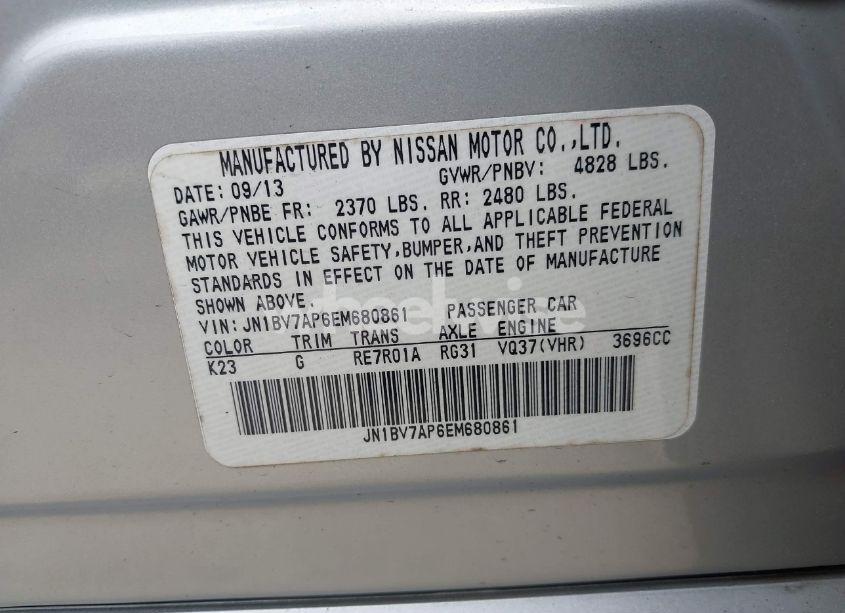 MANUFACTURED BY NISSAN MOTOR CO.,LTD.
DATE: 09/13 GVWR/PNBV: 4828 LBS.
GAWR/PNBE FR: 2370 LBS. RR: 2480 LBS.
THIS VEHICLE CONFORMS TO ALL APPLICABLE FEDERAL
MOTOR VEHICLE SAFETY,BUMPER,AND THEFT PREVENTION
STANDARDS IN EFFECT ON THE DATE OF MANUFACTURE
SHOWN ABOVE.
VIN: JN1BV7AP6EM680861 PASSENGER CAR
COLOR TRIM TRANS AXLE ENGINE
K23 G RE7R01A RG31 VQ37(VHR) 3696CC
JN1BV7AP6EM680861